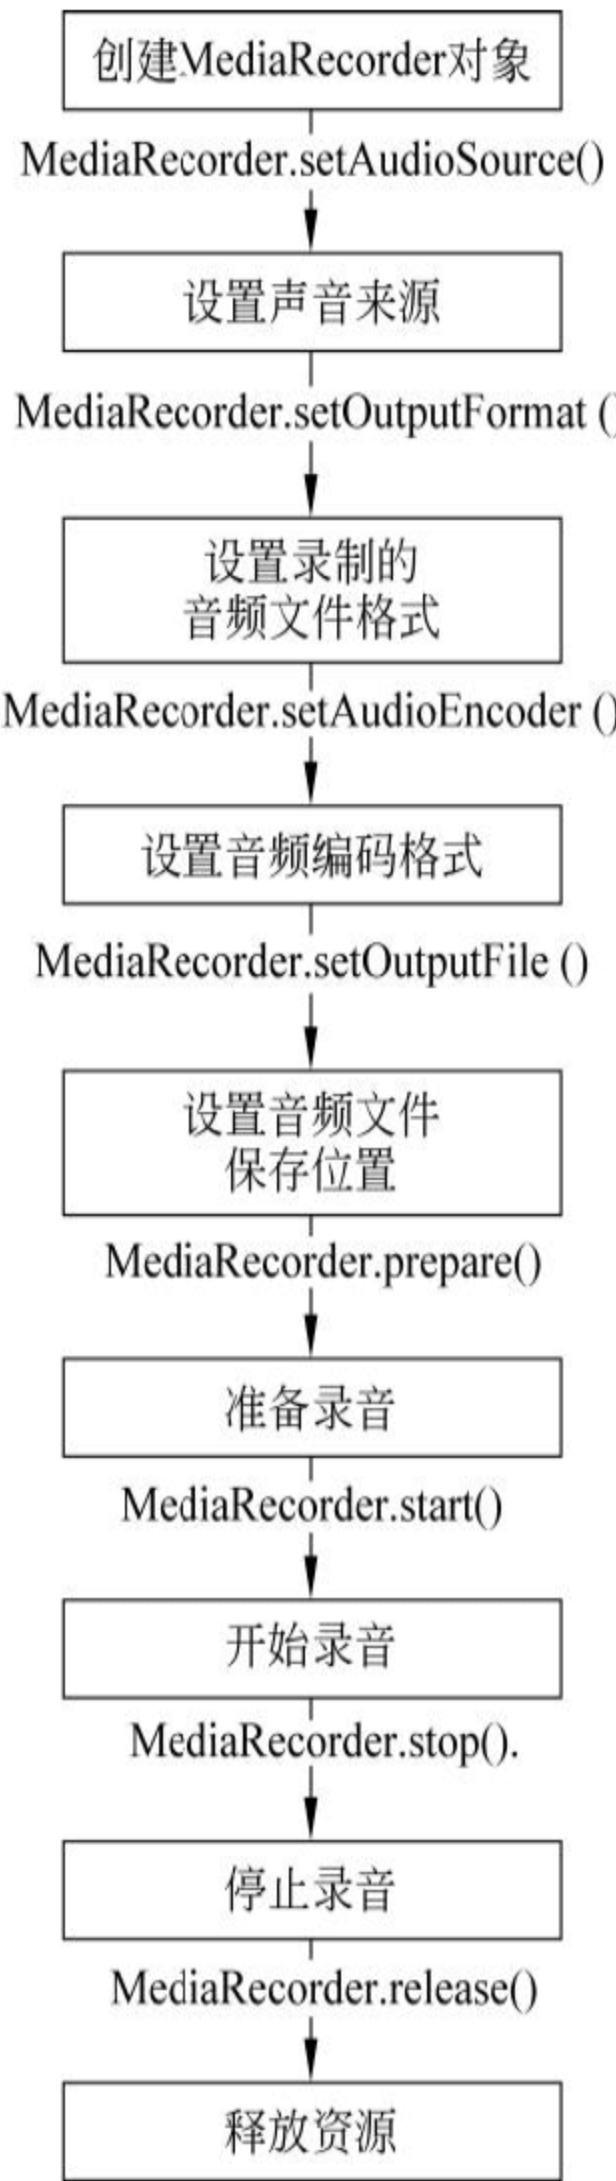 创建MediaRecorder对象
MediaRecorder.setAudioSource()
设置声音来源
MediaRecorder.setOutputFormat ()
设置录制的
音频文件格式
MediaRecorder.setAudioEncoder ()
设置音频编码格式
MediaRecorder.setOutputFile ()
设置音频文件
保存位置
MediaRecorder.prepare()
准备录音
MediaRecorder.start()
开始录音
MediaRecorder.stop().
停止录音
MediaRecorder.release()
释放资源